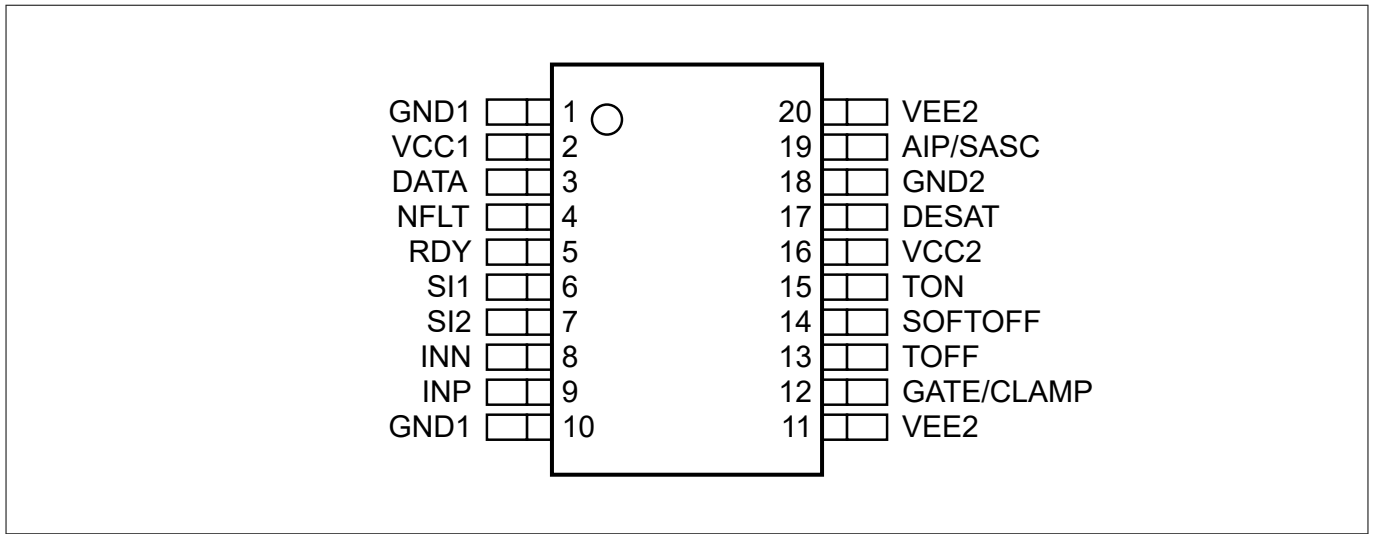 GND1 1 20 VEE2
VCC1 2 19 AIP/SASC
DATA 3 18 GND2
NFLT 4 17 DESAT
RDY 5 16 VCC2
SI1 6 15 TON
SI2 7 14 SOFTOFF
INN 8 13 TOFF
INP 9 12 GATE/CLAMP
GND1 10 11 VEE2